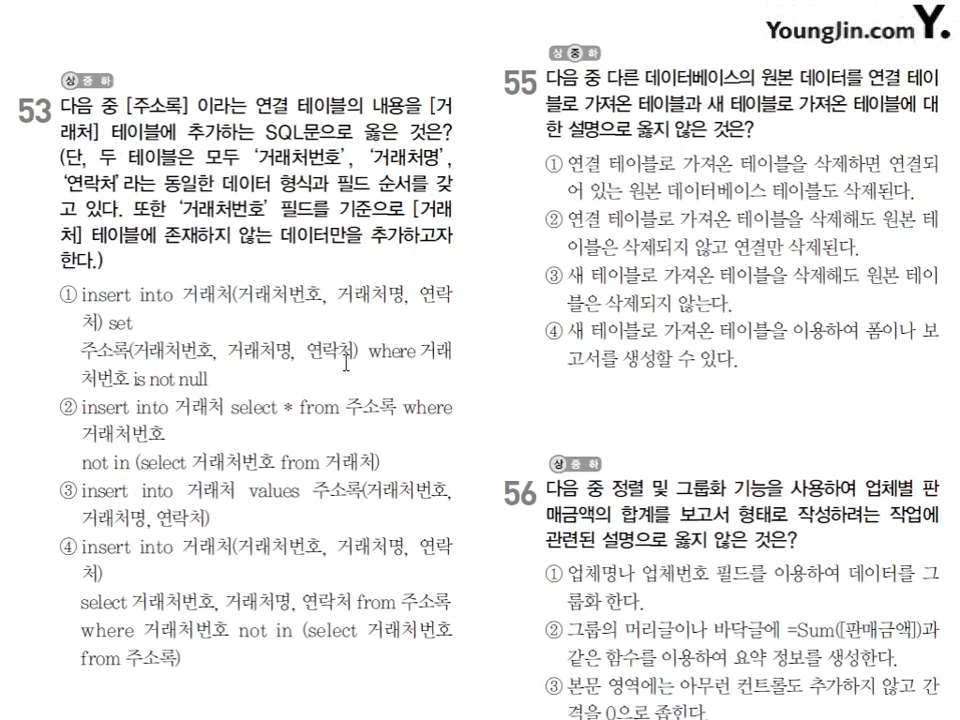 YoungJin.com Y.
상 중 하
53 다음 중 [주소록] 이라는 연결 테이블의 내용을 [거
래처] 테이블에 추가하는 SQL문으로 옳은 것은?
(단, 두 테이블은 모두 ‘거래처번호’, ‘거래처명’,
‘연락처’라는 동일한 데이터 형식과 필드 순서를 갖
고 있다. 또한 ‘거래처번호’ 필드를 기준으로 [거래
처] 테이블에 존재하지 않는 데이터만을 추가하고자
한다.)
① insert into 거래처(거래처번호, 거래처명, 연락
처) set
주소록(거래처번호, 거래처명, 연락처) where 거래
처번호 is not null
② insert into 거래처 select * from 주소록 where
거래처번호
not in (select 거래처번호 from 거래처)
③ insert into 거래처 values 주소록(거래처번호,
거래처명, 연락처)
④ insert into 거래처(거래처번호, 거래처명, 연락
처)
select 거래처번호, 거래처명, 연락처 from 주소록
where 거래처번호 not in (select 거래처번호
from 주소록)
상 중 하
55 다음 중 다른 데이터베이스의 원본 데이터를 연결 테이
블로 가져온 테이블과 새 테이블로 가져온 테이블에 대
한 설명으로 옳지 않은 것은?
① 연결 테이블로 가져온 테이블을 삭제하면 연결되
어 있는 원본 데이터베이스 테이블도 삭제된다.
② 연결 테이블로 가져온 테이블을 삭제해도 원본 테
이블은 삭제되지 않고 연결만 삭제된다.
③ 새 테이블로 가져온 테이블을 삭제해도 원본 테이
블은 삭제되지 않는다.
④ 새 테이블로 가져온 테이블을 이용하여 폼이나 보
고서를 생성할 수 있다.
상 중 하
56 다음 중 정렬 및 그룹화 기능을 사용하여 업체별 판
매금액의 합계를 보고서 형태로 작성하려는 작업에
관련된 설명으로 옳지 않은 것은?
① 업체명나 업체번호 필드를 이용하여 데이터를 그
룹화 한다.
② 그룹의 머리글이나 바닥글에 =Sum([판매금액])과
같은 함수를 이용하여 요약 정보를 생성한다.
③ 본문 영역에는 아무런 컨트롤도 추가하지 않고 간
격을 0으로 좁힌다.